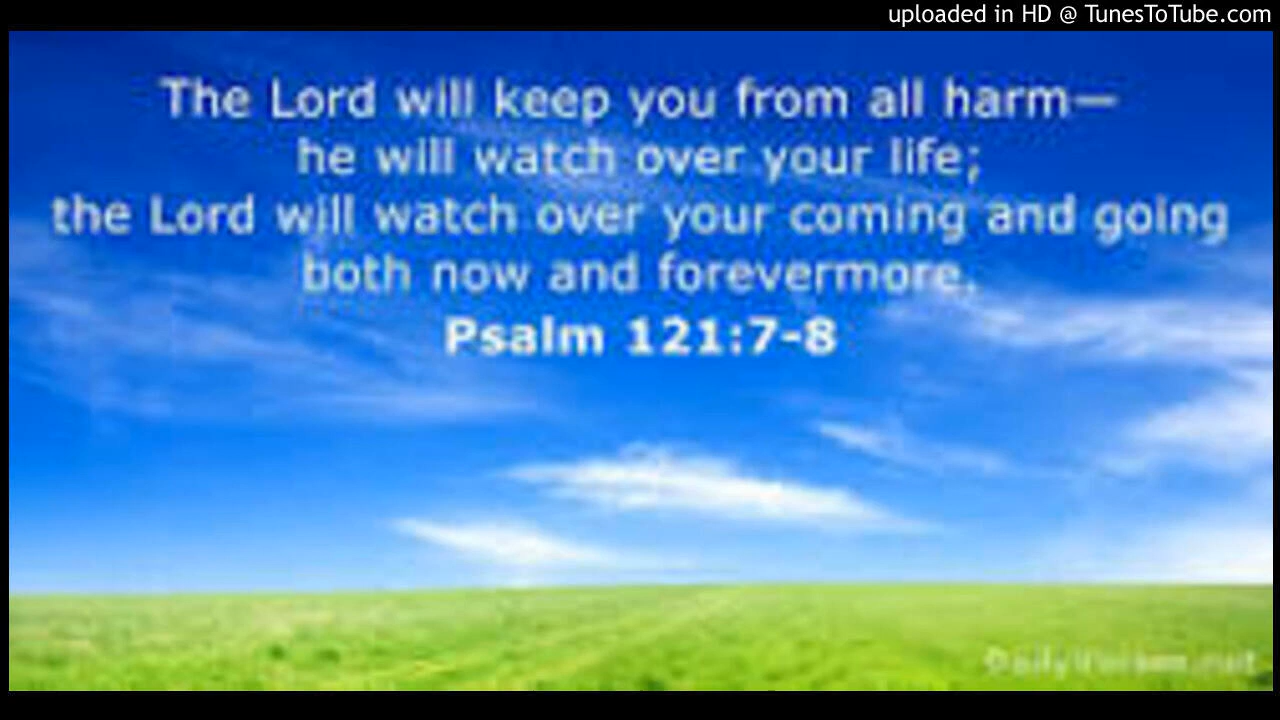 uploaded in HD @ TunesToTube.com
The Lord will keep you from all harm—
he will watch over your life;
the Lord will watch over your coming and going
both now and forevermore.
Psalm 121:7-8